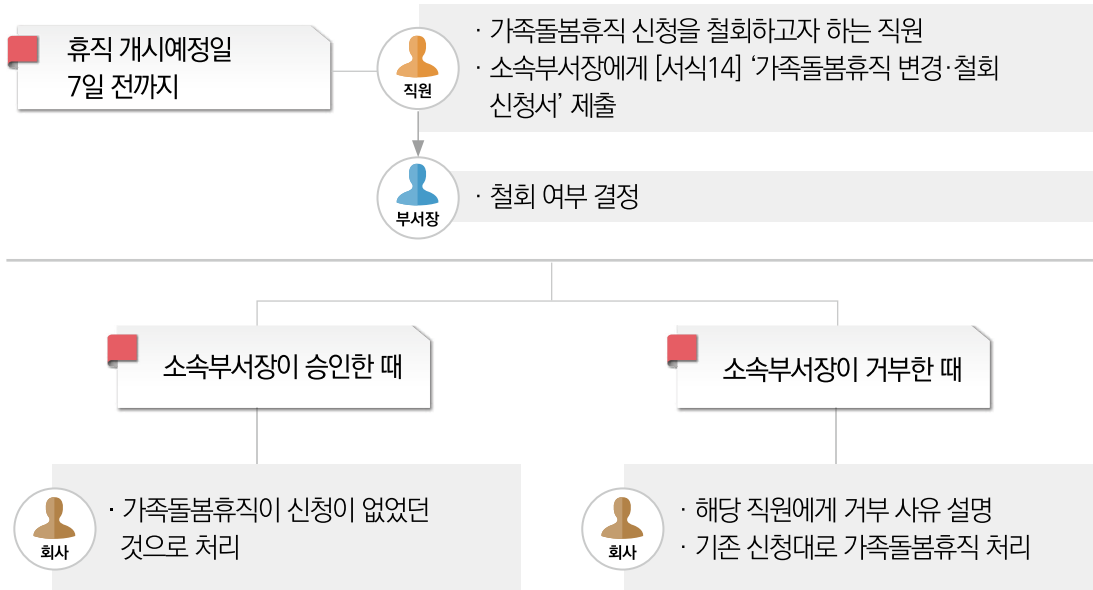 휴직 개시예정일
7일 전까지
직원
· 가족돌봄휴직 신청을 철회하고자 하는 직원
· 소속부서장에게 [서식14] ‘가족돌봄휴직 변경·철회
신청서’ 제출
부서장
· 철회 여부 결정
소속부서장이 승인한 때
회사
· 가족돌봄휴직이 신청이 없었던
것으로 처리
소속부서장이 거부한 때
회사
· 해당 직원에게 거부 사유 설명
· 기존 신청대로 가족돌봄휴직 처리